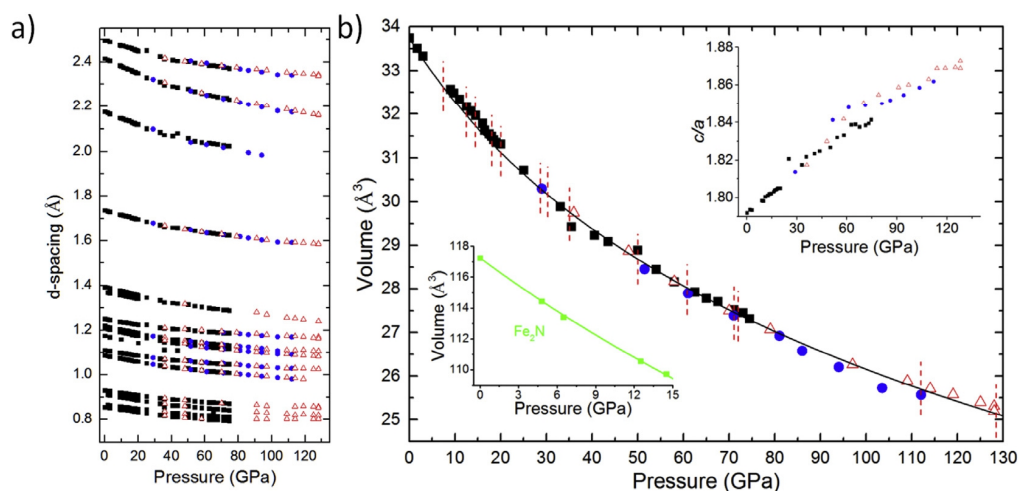 a)
d-spacing (Å)
2.4
2.2
2.0
1.8
1.6
1.4
1.2
1.0
0.8
0 20 40 60 80 100 120
Pressure (GPa)
b)
Volume (Å³)
34
33
32
31
30
29
28
27
26
25
0 10 20 30 40 50 60 70 80 90 100 110 120 130
Pressure (GPa)
c/a
1.88
1.86
1.84
1.82
1.80
0 30 60 90 120
Pressure (GPa)
Volume (Å³)
118
116
114
112
110
Fe₂N
0 3 6 9 12 15
Pressure (GPa)